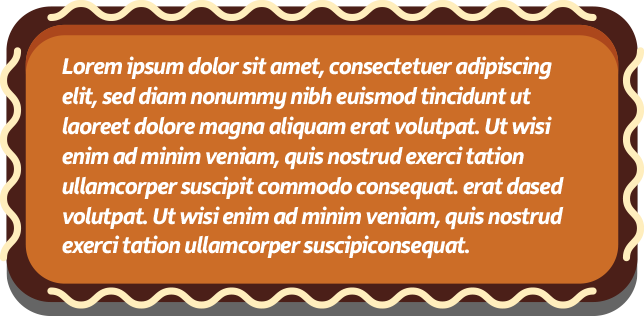 Lorem ipsum dolor sit amet, consectetuer adipiscing
elit, sed diam nonummy nibh euismod tincidunt ut
laoreet dolore magna aliquam erat volutpat. Ut wisi
enim ad minim veniam, quis nostrud exerci tation
ullamcorper suscipit commodo consequat. erat dased
volutpat. Ut wisi enim ad minim veniam, quis nostrud
exerci tation ullamcorper suscipiconsequat.